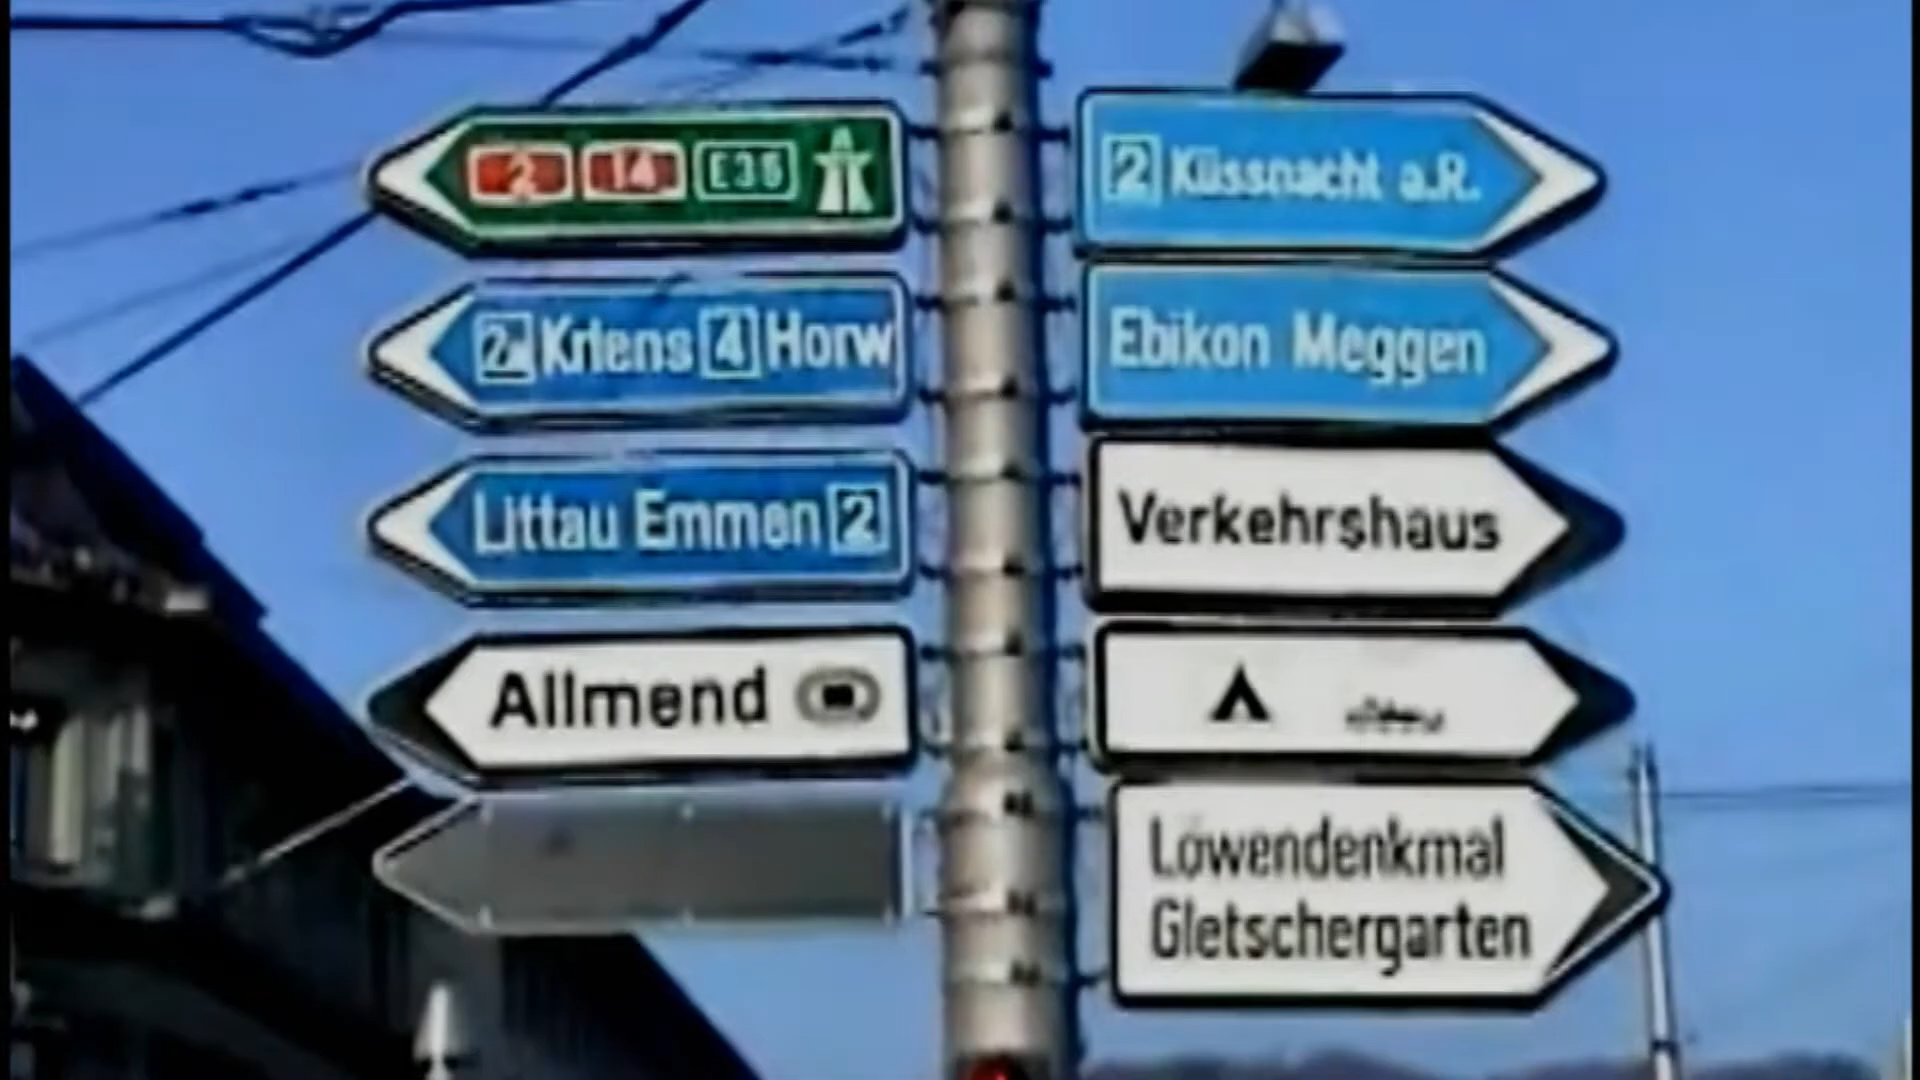 2 14 E35
2 Kriens 4 Horw
Littau Emmen 2
Allmend
2 Küssnacht a.R.
Ebikon Meggen
Verkehrshaus
Löwendenkmal
Gletschergarten